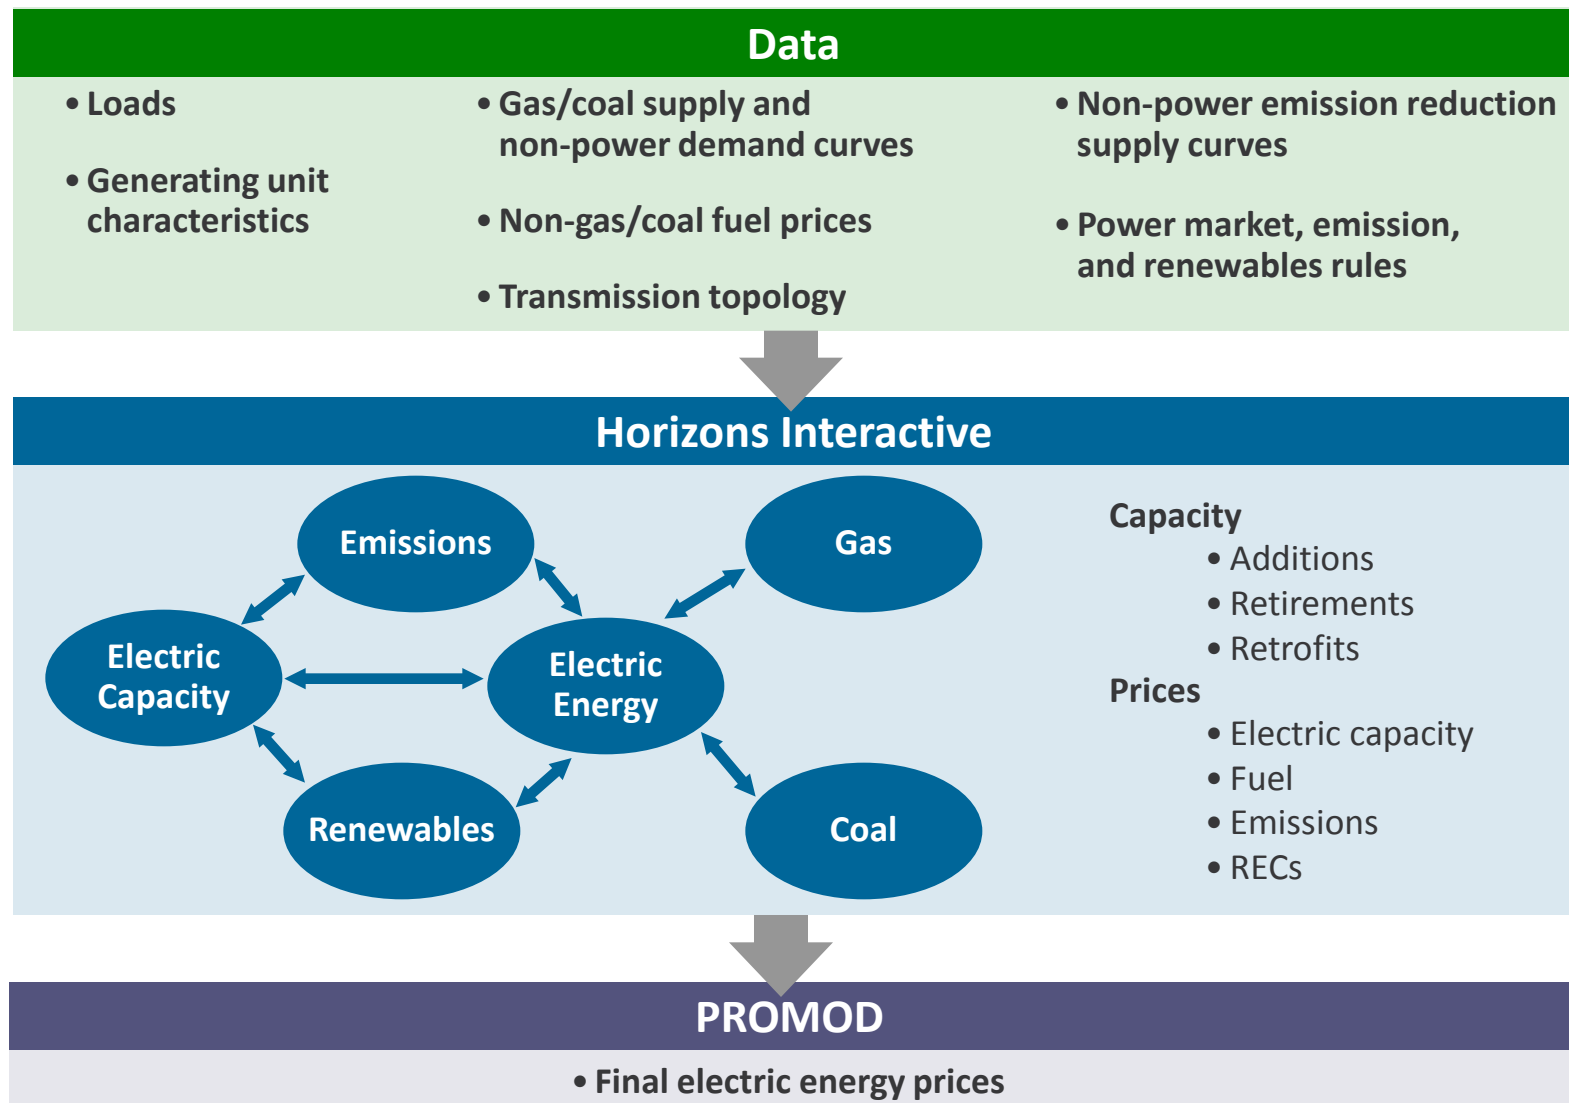 Data
• Loads
• Generating unit
characteristics
• Gas/coal supply and
non-power demand curves
• Non-gas/coal fuel prices
• Transmission topology
• Non-power emission reduction
supply curves
• Power market, emission,
and renewables rules
Horizons Interactive
Emissions
Gas
Electric
Capacity
Electric
Energy
Renewables
Coal
Capacity
• Additions
• Retirements
• Retrofits
Prices
• Electric capacity
• Fuel
• Emissions
• RECs
PROMOD
• Final electric energy prices